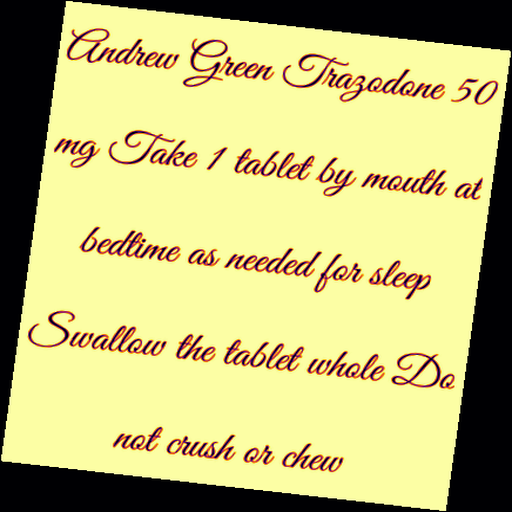 Andrew Green Trazodone 50
mg Take 1 tablet by mouth at
bedtime as needed for sleep
Swallow the tablet whole Do
not crush or chew